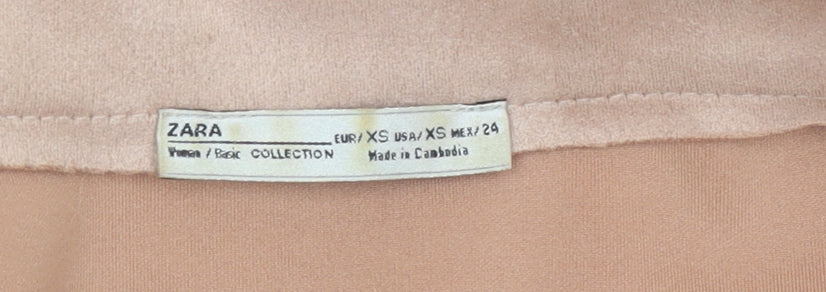 ZARA EUR/ XS USA/ XS MEX/ 24
Woman / Basic COLLECTION Made in Cambodia